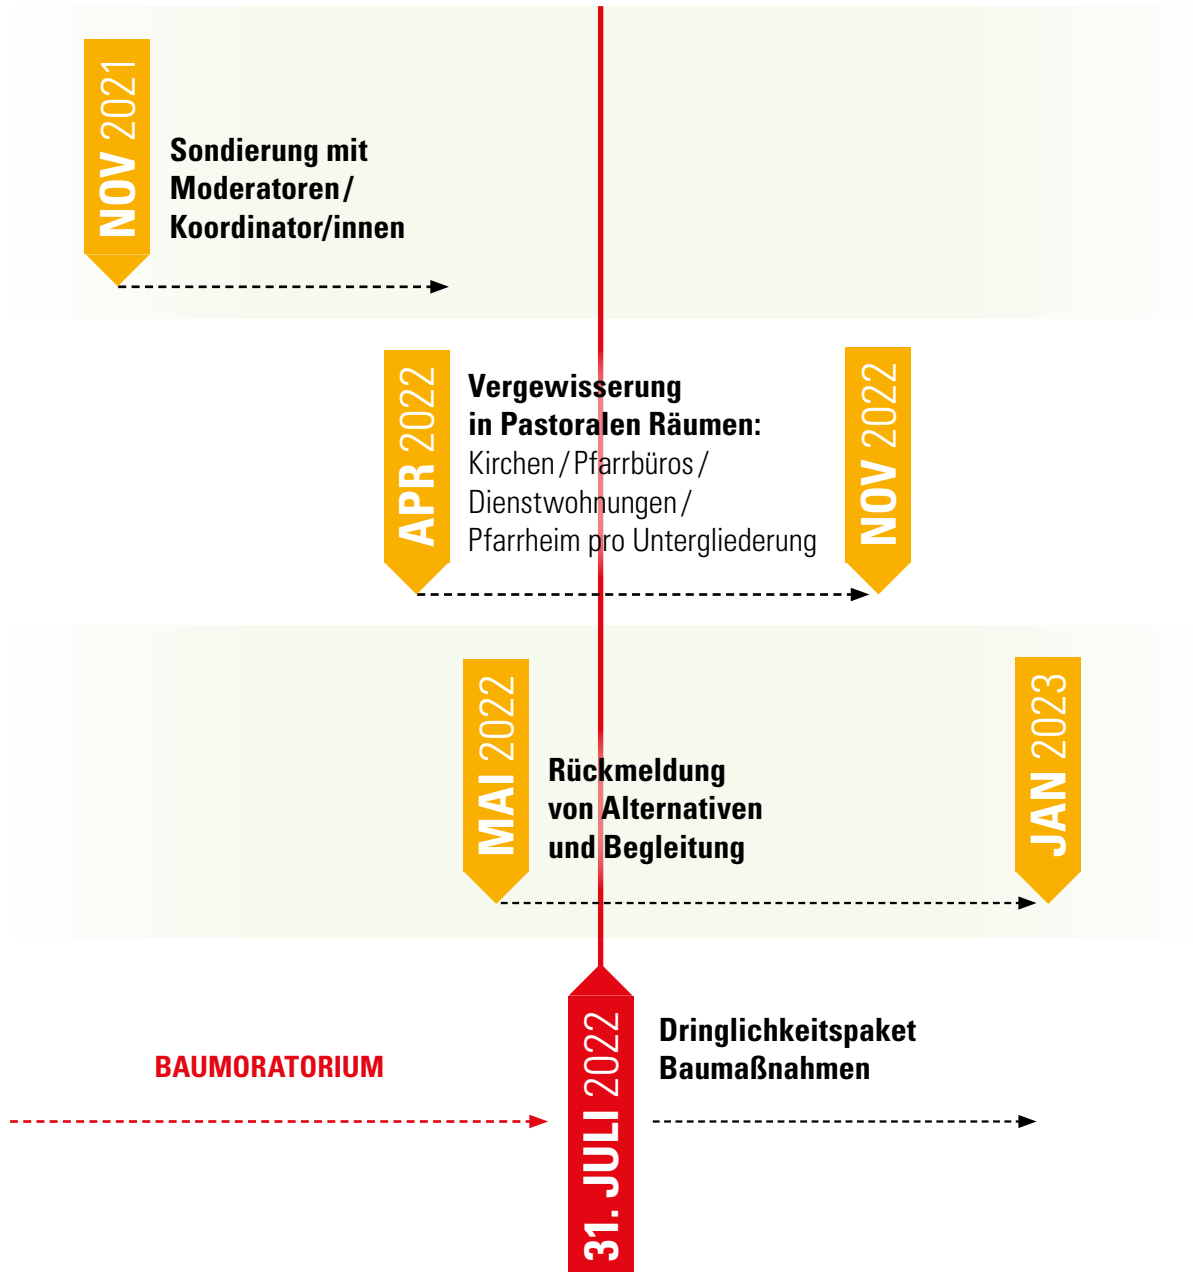 NOV 2021
Sondierung mit
Moderatoren/
Koordinator/innen
APR 2022
Vergewisserung
in Pastoralen Räumen:
Kirchen/Pfarrbüros/
Dienstwohnungen/
Pfarrheim pro Untergliederung
NOV 2022
MAI 2022
Rückmeldung
von Alternativen
und Begleitung
JAN 2023
BAUMORATORIUM
31. JULI 2022
Dringlichkeitspaket
Baumaßnahmen